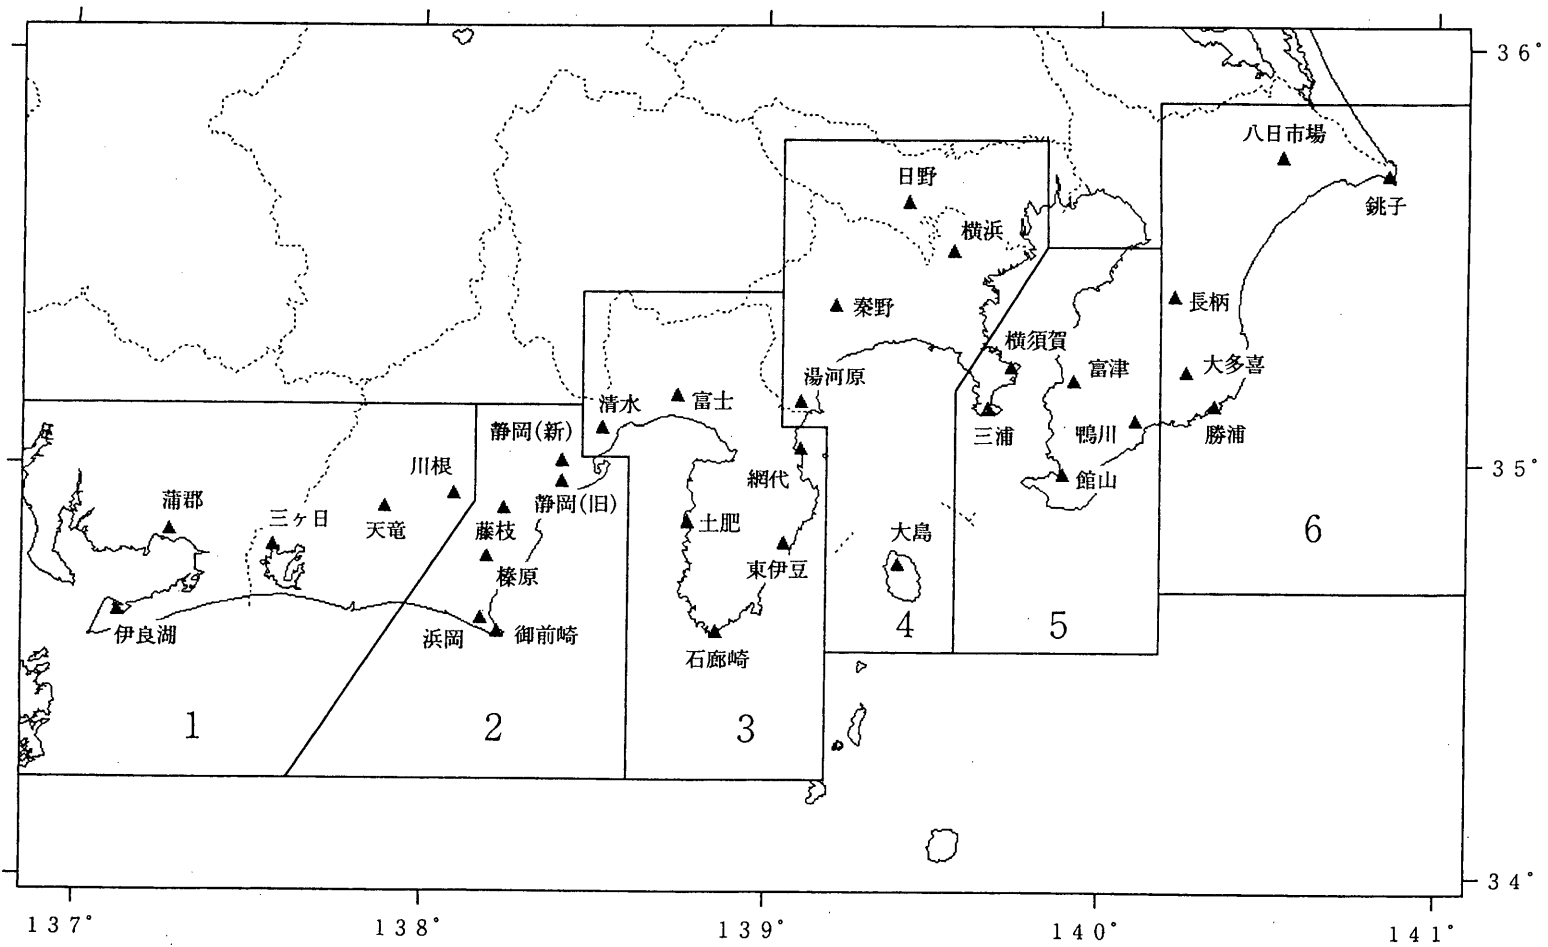 36°
八日市場
日野
銚子
横浜
長柄
秦野
横須賀
大多喜
富津
湯河原
富士
清水
静岡(新)
三浦
鴨川
勝浦
川根
網代
35°
館山
蒲郡
三ヶ日
静岡(旧)
天竜
藤枝
土肥
大島
6
東伊豆
榛原
4
5
伊良湖
浜岡
御前崎
石廊崎
1
2
3
34°
137°
138°
139°
140°
141°